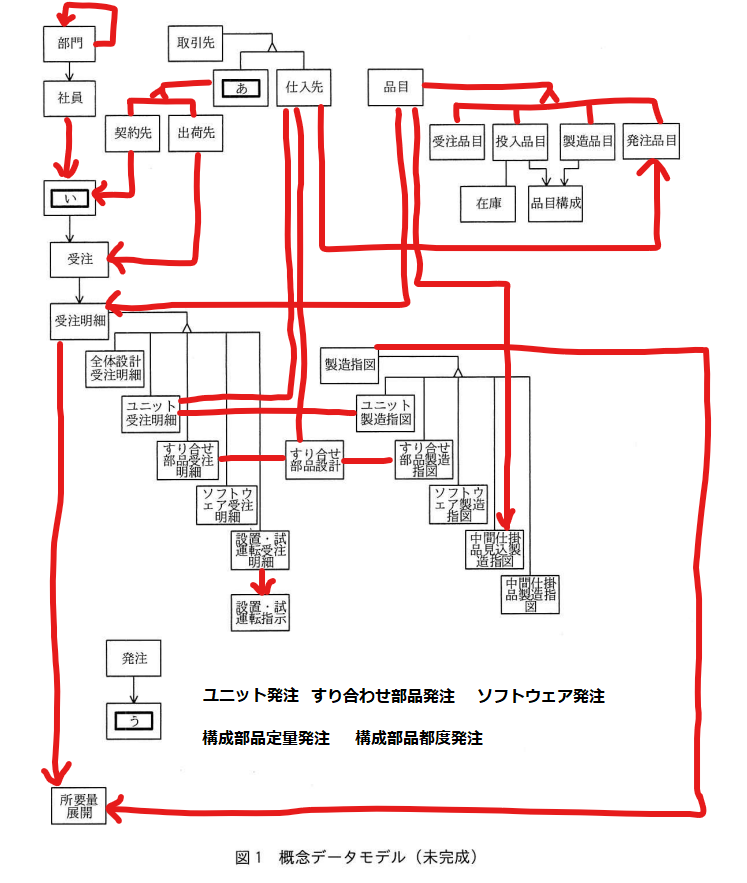 部門
取引先
社員
あ
仕入先
品目
契約先
出荷先
受注品目
投入品目
製造品目
発注品目
い
在庫
品目構成
受注
受注明細
全体設計
受注明細
製造指図
ユニット
受注明細
ユニット
製造指図
すり合せ
部品受注
明細
すり合せ
部品設計
すり合せ
部品製造
指図
ソフトウ
ェア受注
明細
ソフトウ
ェア製造
指図
設置・試
運転受注
明細
中間仕掛
品見込製
造指図
中間仕掛
品製造指
図
設置・試
運転指示
発注
う
ユニット発注 すり合わせ部品発注 ソフトウェア発注
構成部品定量発注 構成部品都度発注
所要量
展開
図1 概念データモデル（未完成）